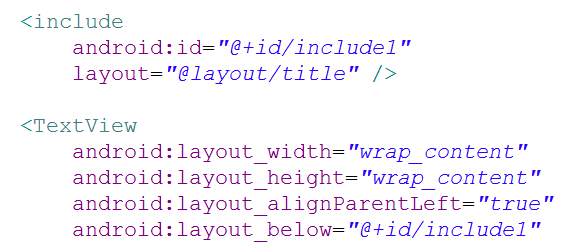 <include
android:id="@+id/include1"
layout="@layout/title" />
<TextView
android:layout_width="wrap_content"
android:layout_height="wrap_content"
android:layout_alignParentLeft="true"
android:layout_below="@+id/include1"